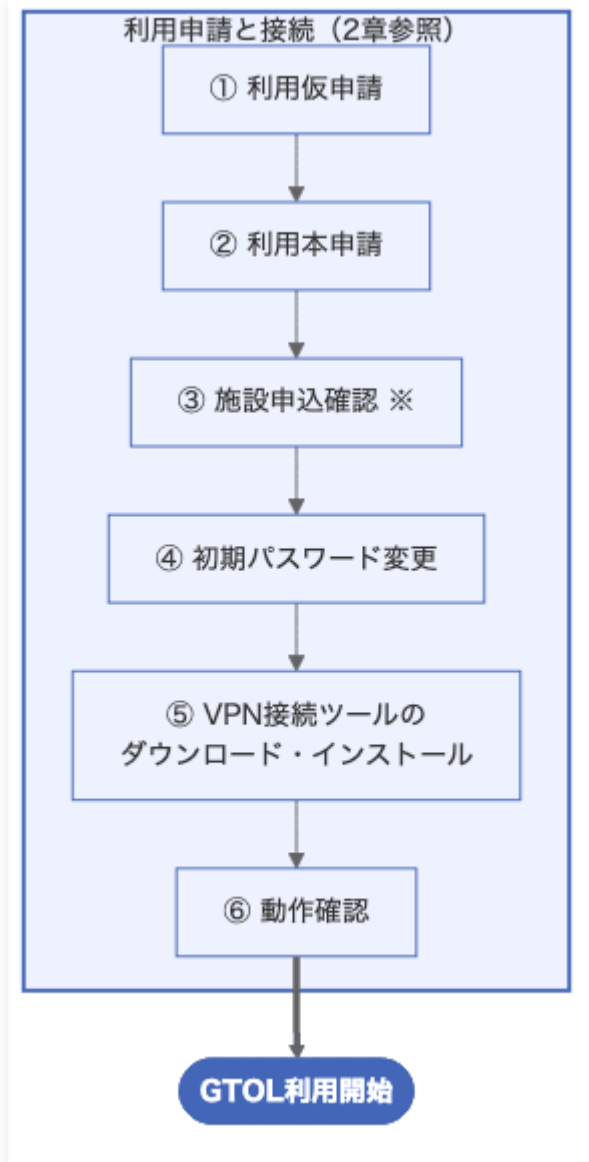 利用申請と接続（2章参照）
① 利用仮申請
② 利用本申請
③ 施設申込確認 ※
④ 初期パスワード変更
⑤ VPN接続ツールの
ダウンロード・インストール
⑥ 動作確認
GTOL利用開始